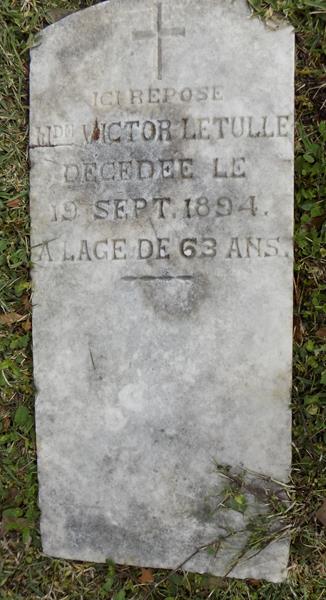 ICI REPOSE
MDE VICTOR LETULLE
DECEDEE LE
19 SEPT. 1894.
A LAGE DE 63 ANS.